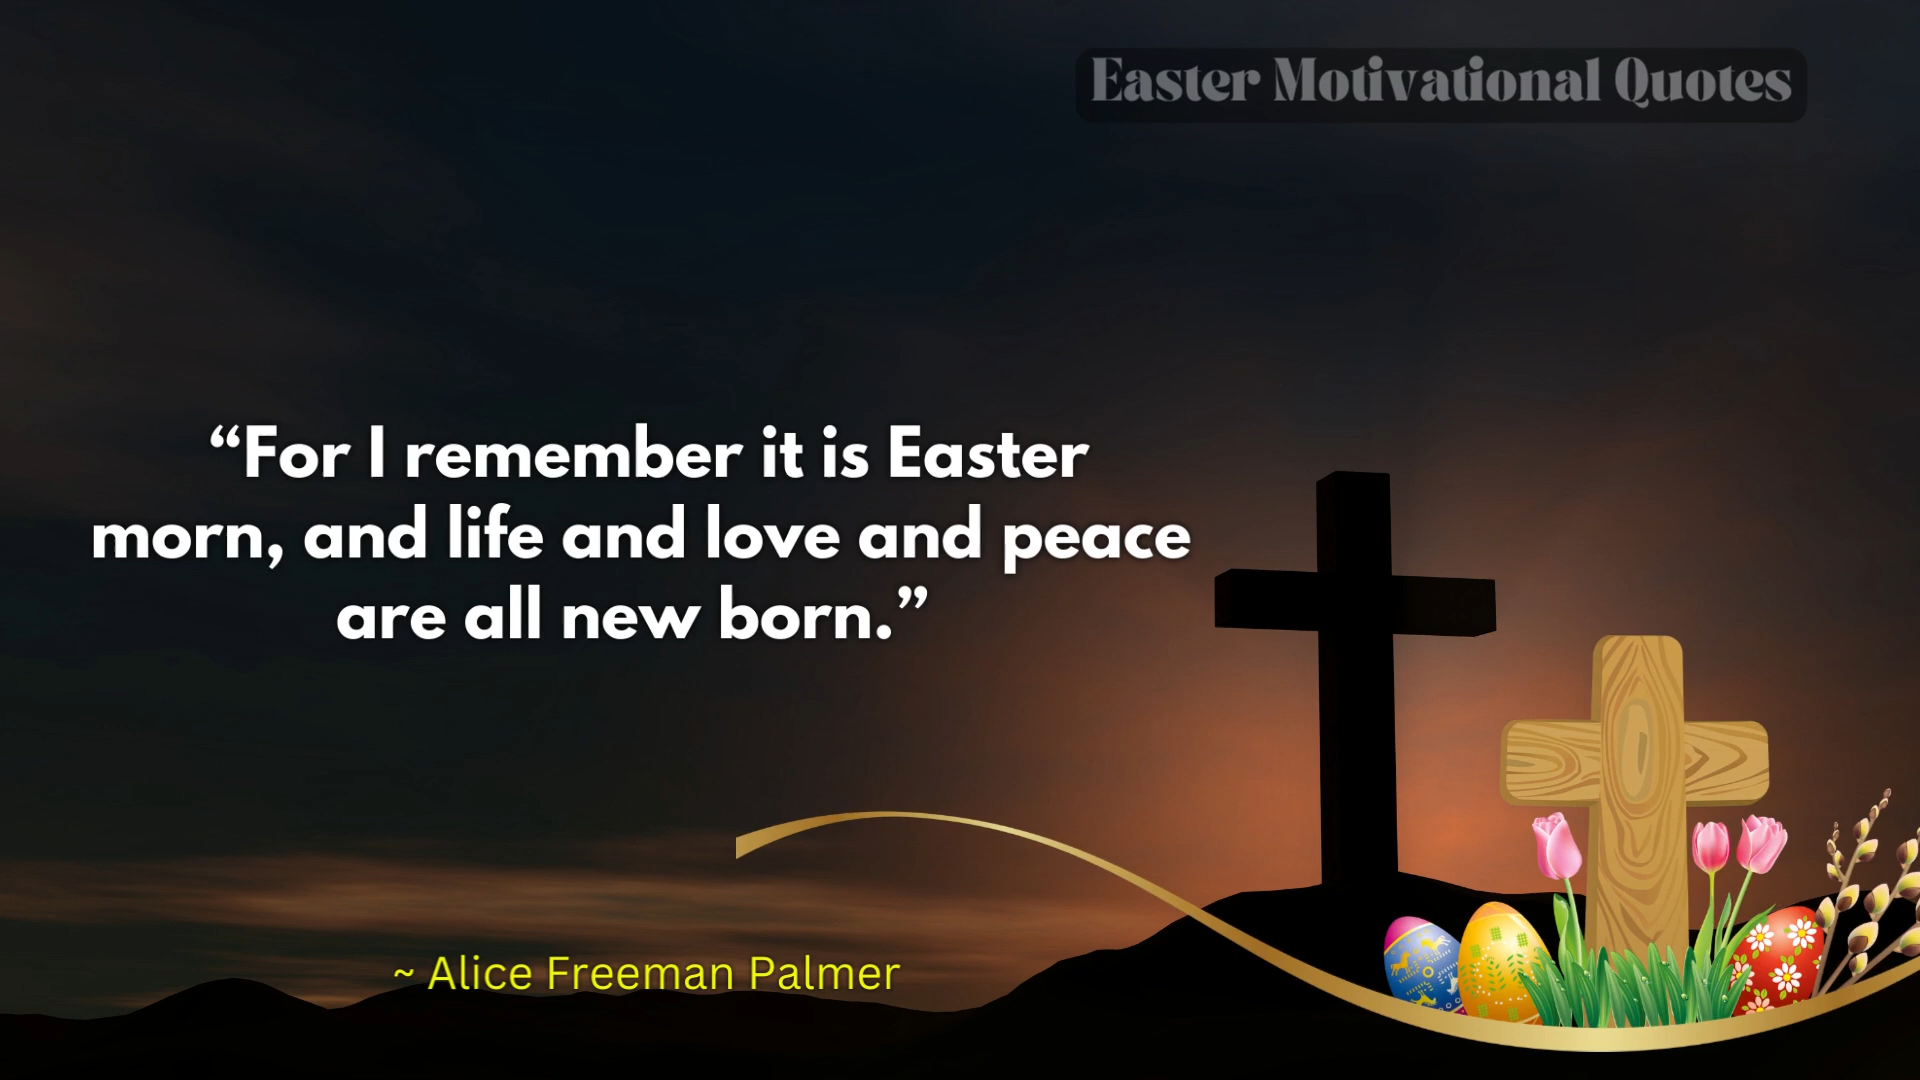 Easter Motivational Quotes
“For I remember it is Easter
morn, and life and love and peace
are all new born.”
~ Alice Freeman Palmer